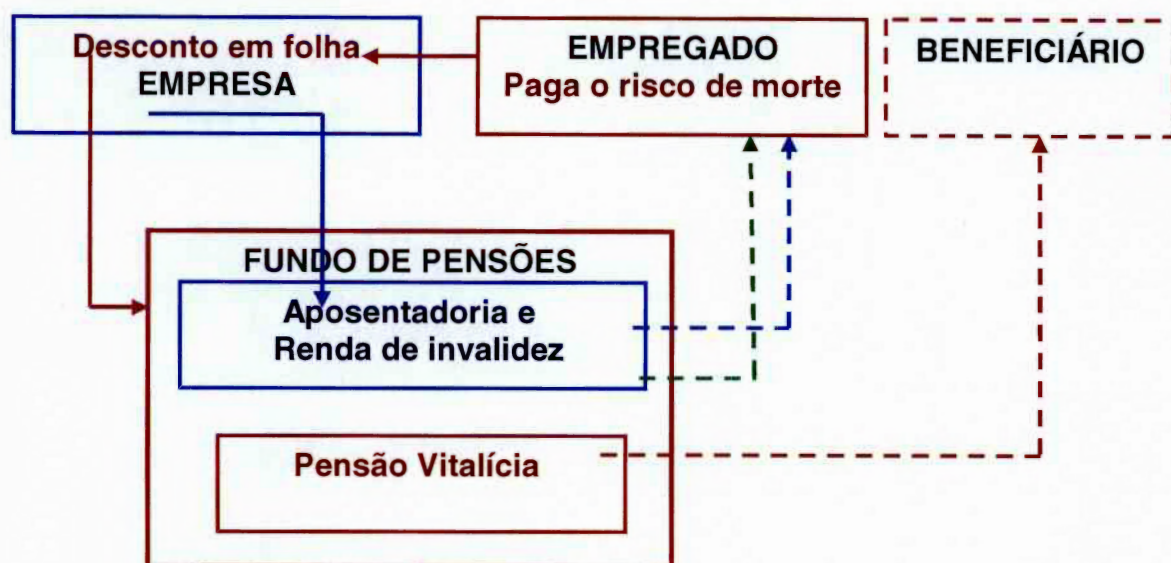 Desconto em folha
EMPRESA
EMPREGADO
Paga o risco de morte
BENEFICIÁRIO
FUNDO DE PENSÕES
Aposentadoria e
Renda de invalidez
Pensão Vitalícia